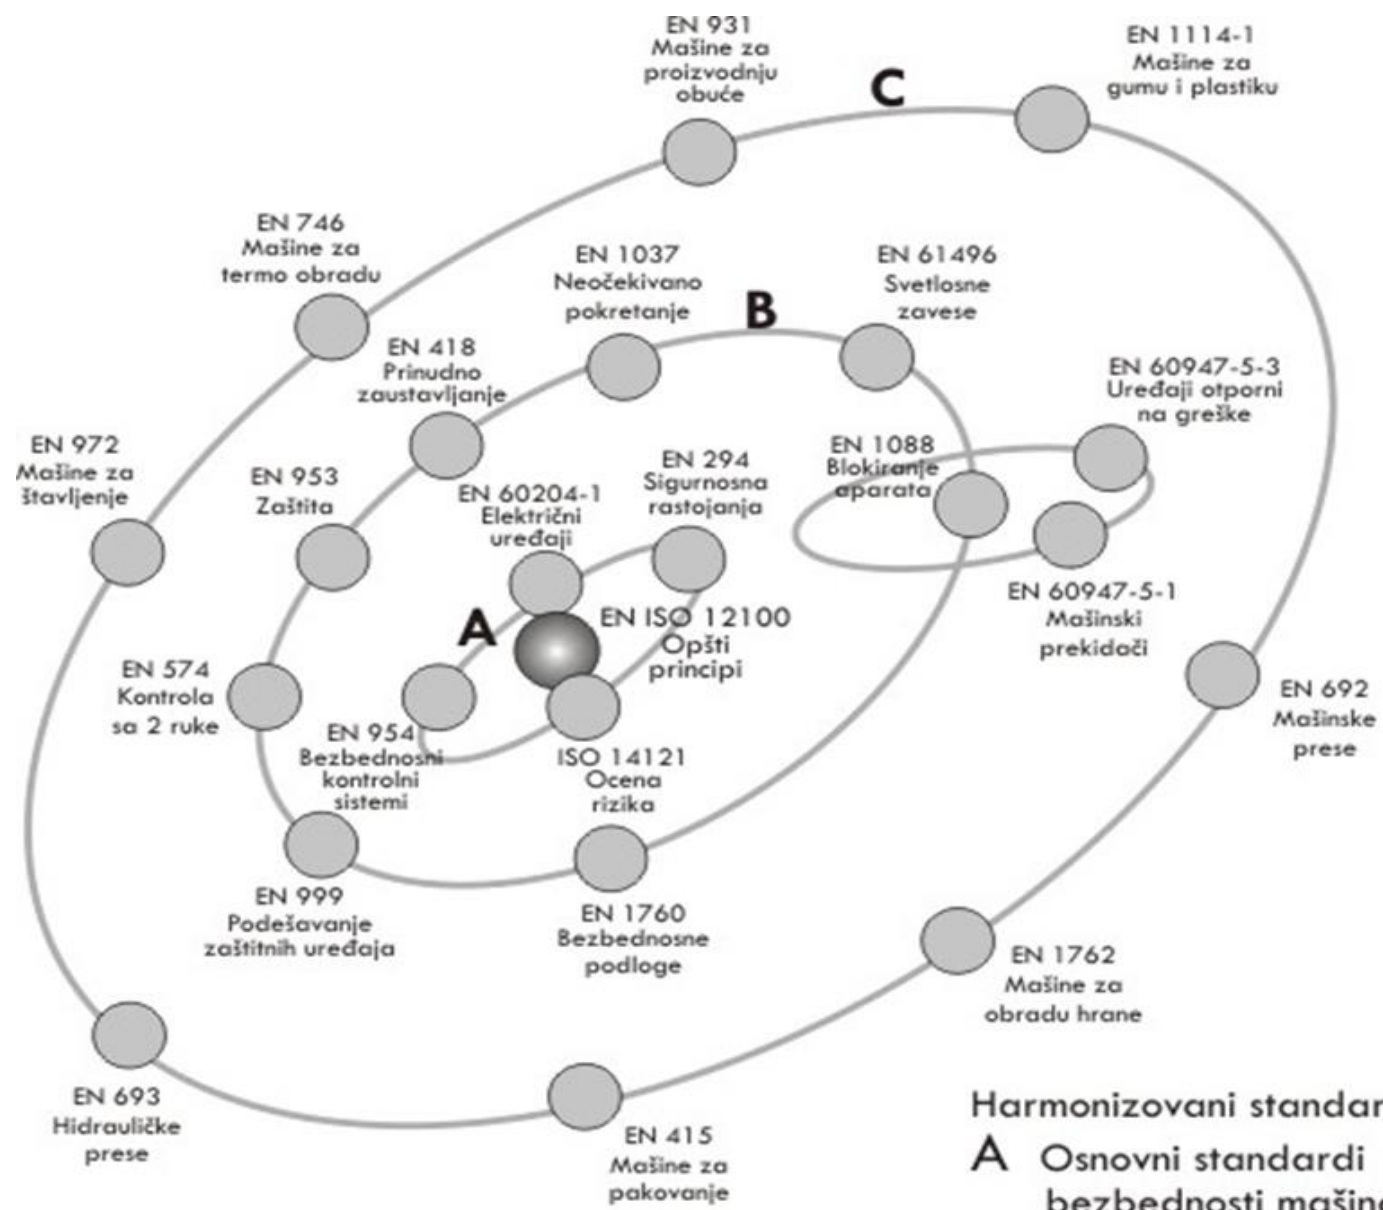 EN 931
Mašine za
proizvodnju
obuće
C
EN 1114-1
Mašine za
gumu i plastiku
EN 746
Mašine za
termo obradu
EN 1037
Neočekivano
pokretanje
B
EN 61496
Svetlosne
zavese
EN 418
Prinudno
zaustavljanje
EN 60947-5-3
Uređaji otporni
na greške
EN 972
Mašine za
štavljenje
EN 953
Zaštita
EN 60204-1
Električni
uređaji
EN 294
Sigurnosna
rastojanja
EN 1088
Blokiranje
aparata
EN 60947-5-1
Mašinski
prekidači
A
EN ISO 12100
Opšti
principi
EN 574
Kontrola
sa 2 ruke
EN 954
Bezbednosni
kontrolni
sistemi
ISO 14121
Ocena
rizika
EN 692
Mašinske
prese
EN 999
Podešavanje
zaštitnih uređaja
EN 1760
Bezbednosne
podloge
EN 1762
Mašine za
obradu hrane
EN 693
Hidrauličke
prese
EN 415
Mašine za
pakovanje
Harmonizovani standar
A Osnovni standardi
bezbednosti mašine